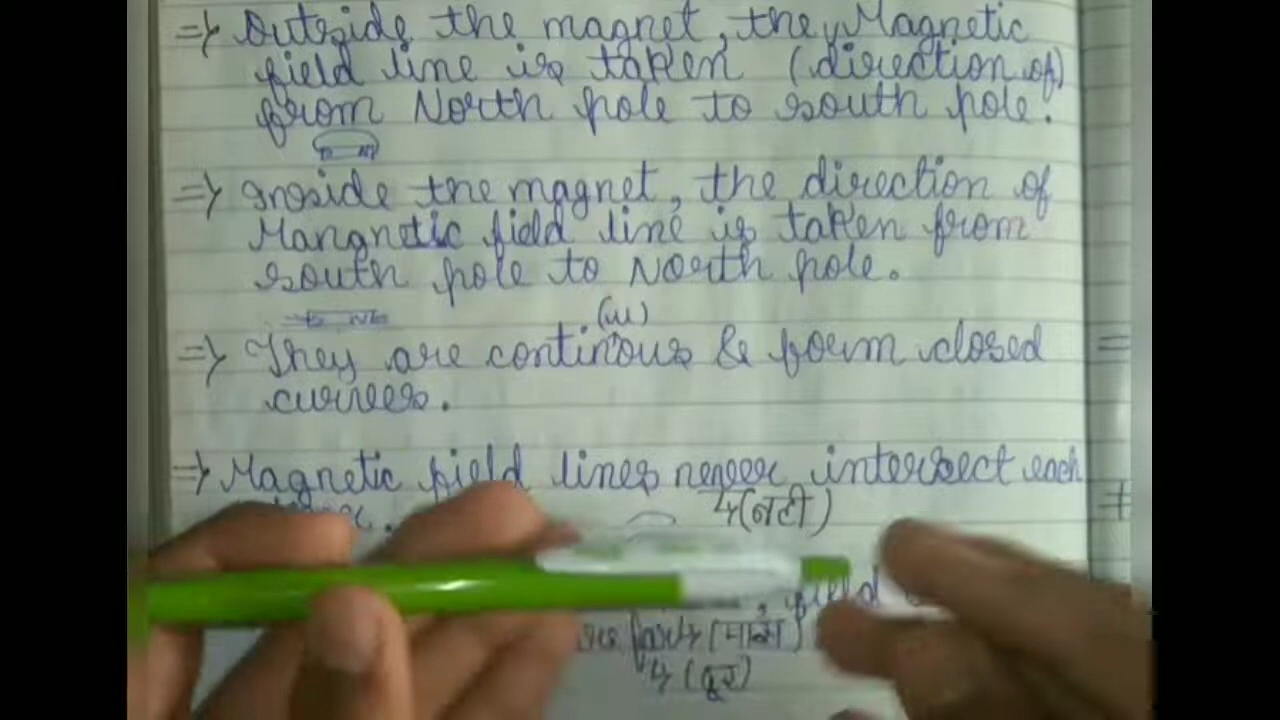 => Outside the magnet, the Magnetic
field line is taken (direction of)
from North pole to south pole.
=> Inside the magnet, the direction of
Mangnetic field line is taken from
south pole to North pole.
(u)
=> They are continous & form closed
curves.
=> Magnetic field lines never intersect each
↳(नहीं)
field
(दूर)